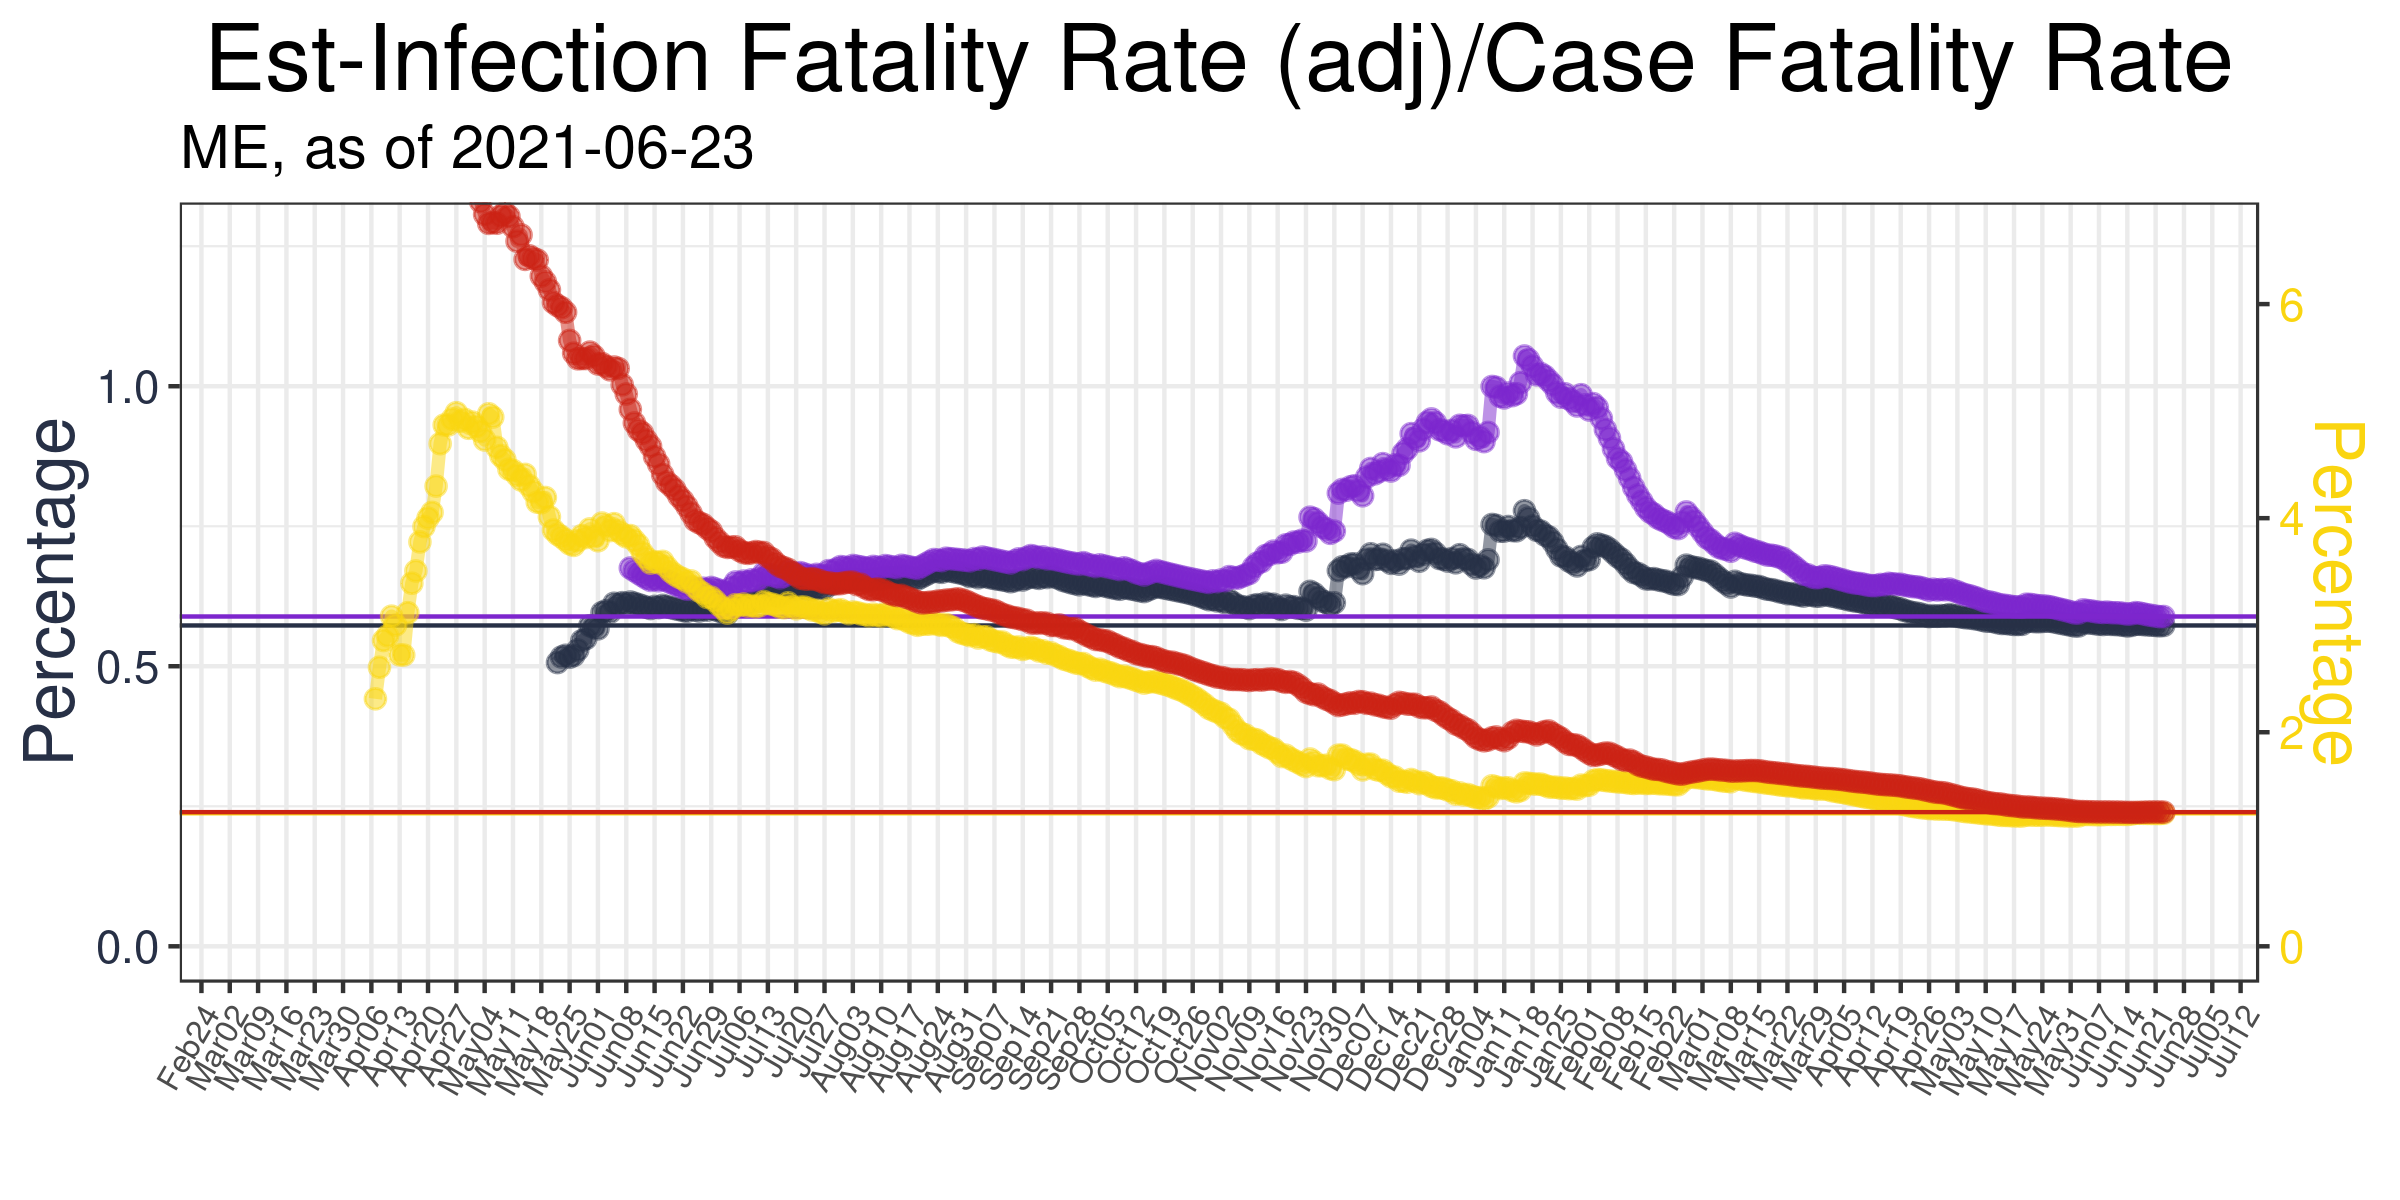 Est-Infection Fatality Rate (adj)/Case Fatality Rate
ME, as of 2021-06-23
Percentage
1.0
0.5
0.0
6
4
2
0
Percentage
Feb24
Mar02
Mar09
Mar16
Mar23
Mar30
Apr06
Apr13
Apr20
Apr27
May04
May11
May18
May25
Jun01
Jun08
Jun15
Jun22
Jun29
Jul06
Jul13
Jul20
Jul27
Aug03
Aug10
Aug17
Aug24
Aug31
Sep07
Sep14
Sep21
Sep28
Oct05
Oct12
Oct19
Oct26
Nov02
Nov09
Nov16
Nov23
Nov30
Dec07
Dec14
Dec21
Dec28
Jan04
Jan11
Jan18
Jan25
Feb01
Feb08
Feb15
Feb22
Mar01
Mar08
Mar15
Mar22
Mar29
Apr05
Apr12
Apr19
Apr26
May03
May10
May17
May24
May31
Jun07
Jun14
Jun21
Jun28
Jul05
Jul12